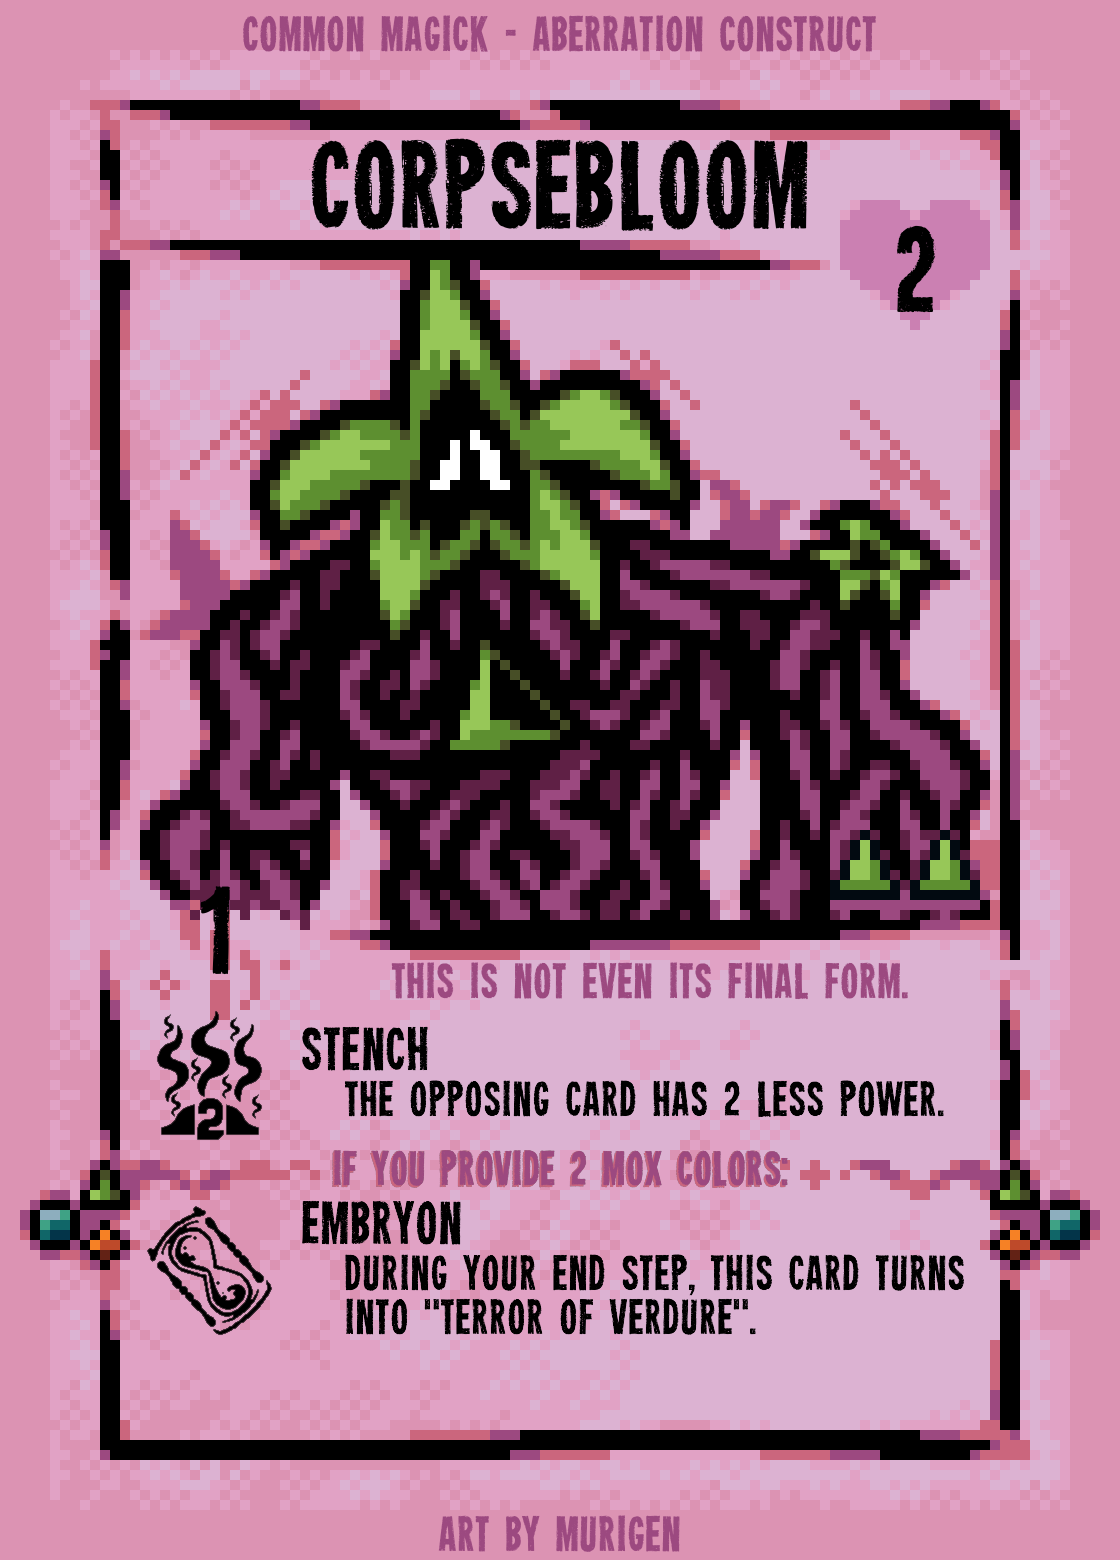 COMMON MAGICK - ABERRATION CONSTRUCT
CORPSEBLOOM
2
1
THIS IS NOT EVEN ITS FINAL FORM.
STENCH
THE OPPOSING CARD HAS 2 LESS POWER.
2
IF YOU PROVIDE 2 MOX COLORS:
EMBRYON
DURING YOUR END STEP, THIS CARD TURNS
INTO "TERROR OF VERDURE".
ART BY MURIGEN